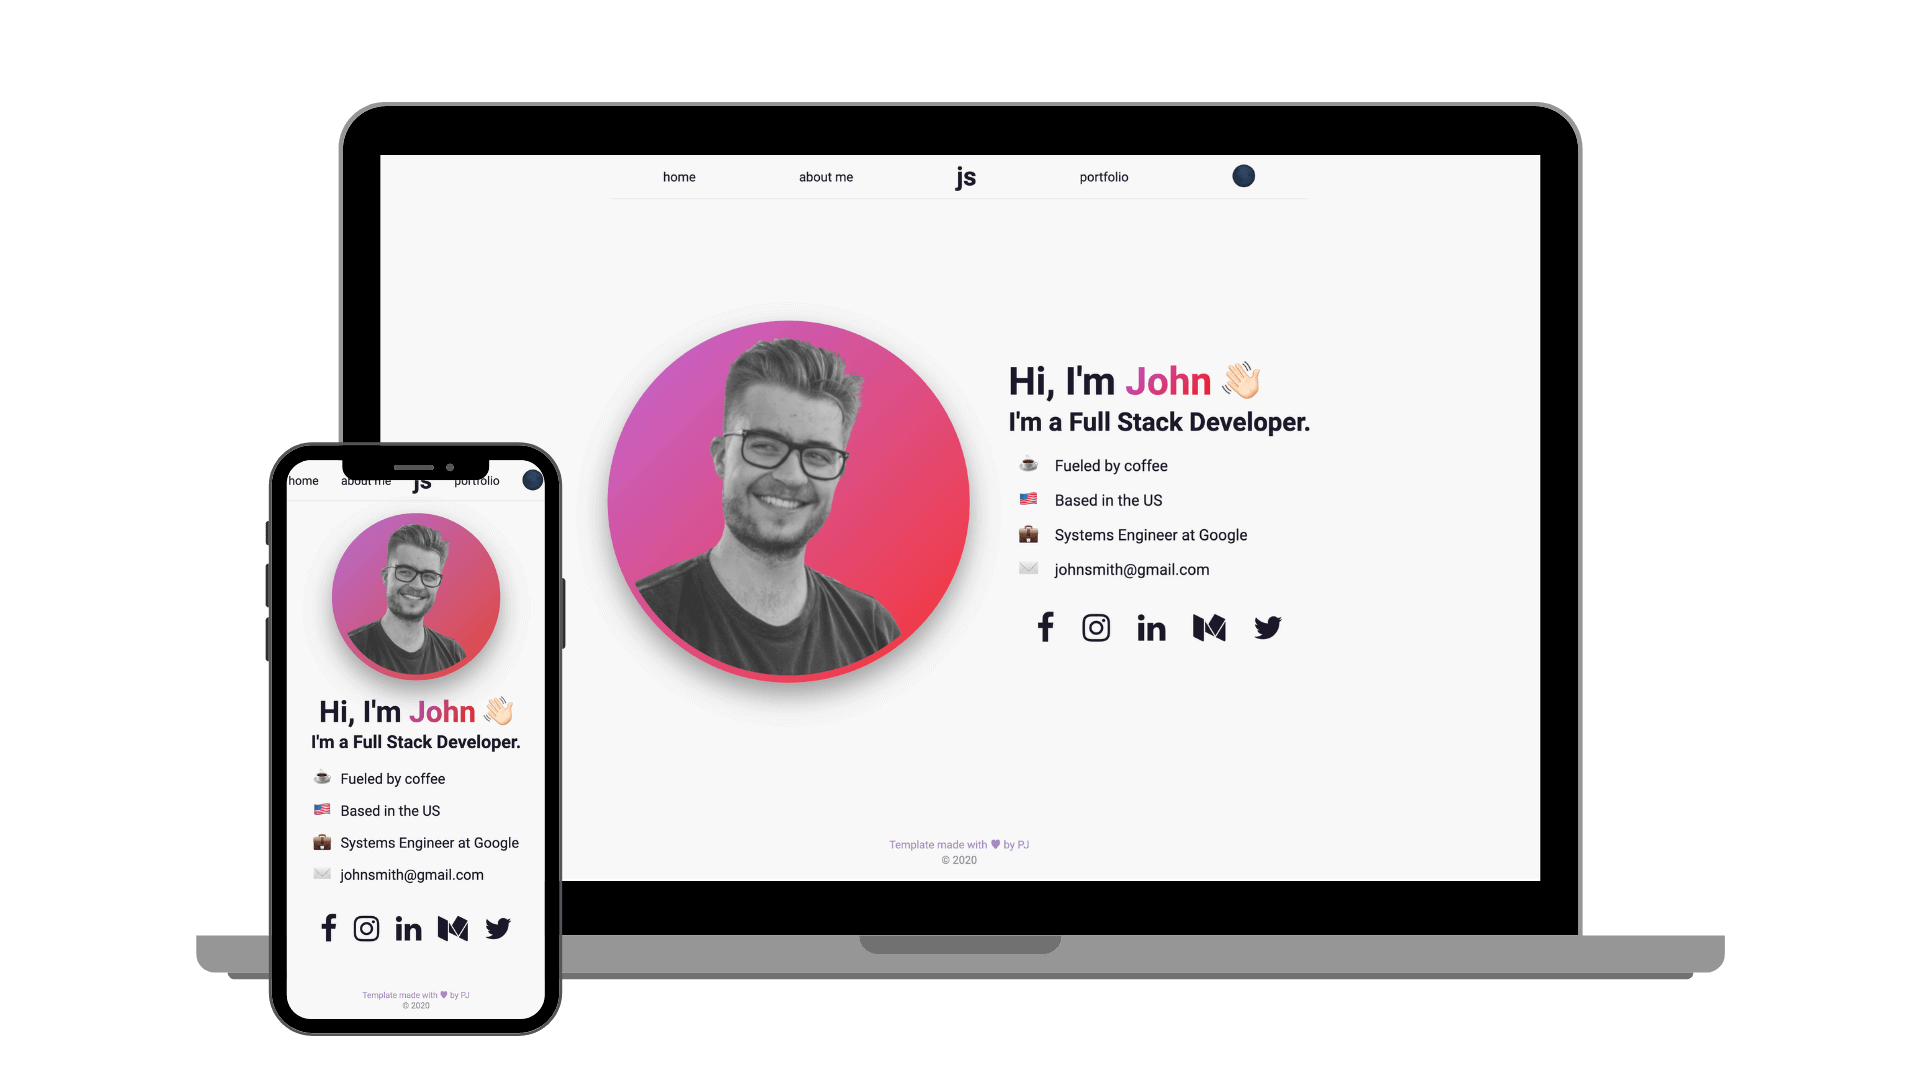 home about me js portfolio
Hi, I'm John 👋🏻
I'm a Full Stack Developer.
☕ Fueled by coffee
🇺🇸 Based in the US
💼 Systems Engineer at Google
✉️ johnsmith@gmail.com
Template made with 💜 by PJ
© 2020
home about me js portfolio
Hi, I'm John 👋🏻
I'm a Full Stack Developer.
☕ Fueled by coffee
🇺🇸 Based in the US
💼 Systems Engineer at Google
✉️ johnsmith@gmail.com
Template made with 💜 by PJ
© 2020